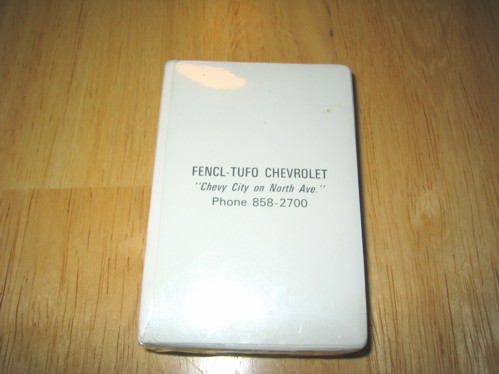 FENCL-TUFO CHEVROLET
"Chevy City on North Ave."
Phone 858-2700